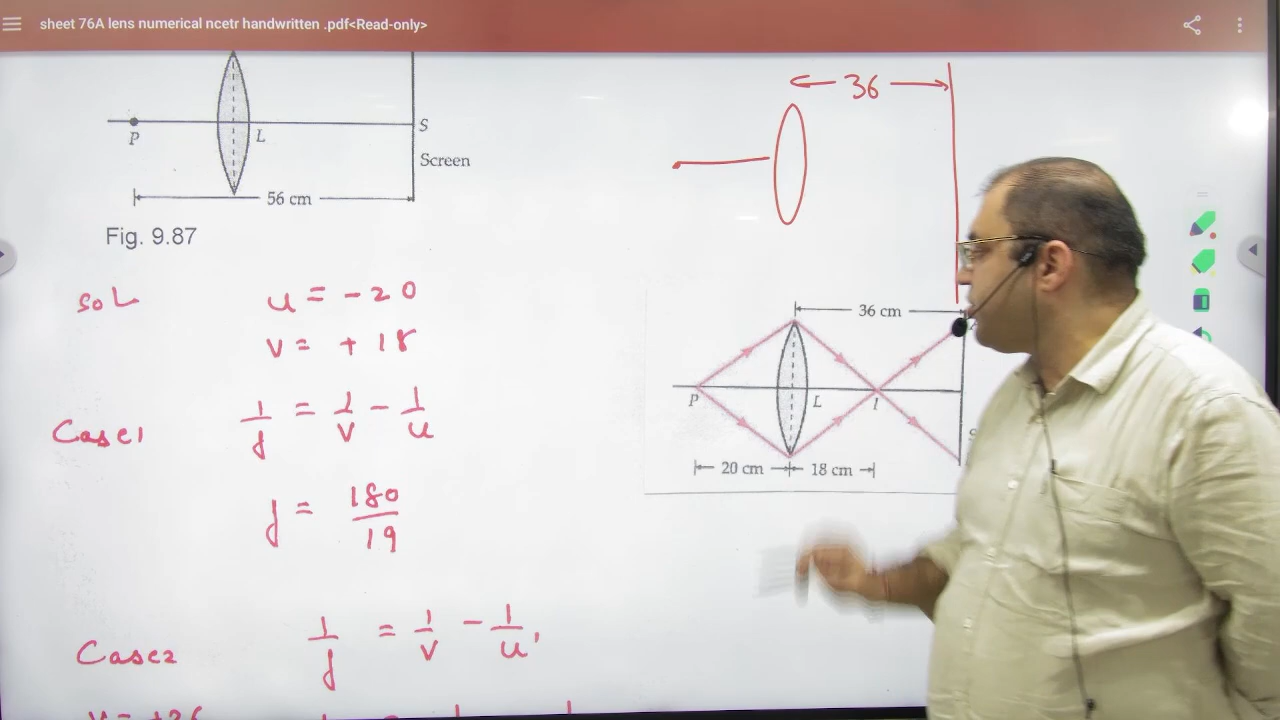 sheet 76A lens numerical ncetr handwritten .pdf<Read-only>
36
P
L
S
Screen
56 cm
Fig. 9.87
Sol u = -20
v = +18
Case1 1/f = 1/v - 1/u
f = 180/19
36 cm
P
L
I
20 cm
18 cm
Case2 1/f = 1/v - 1/u'
v = +36